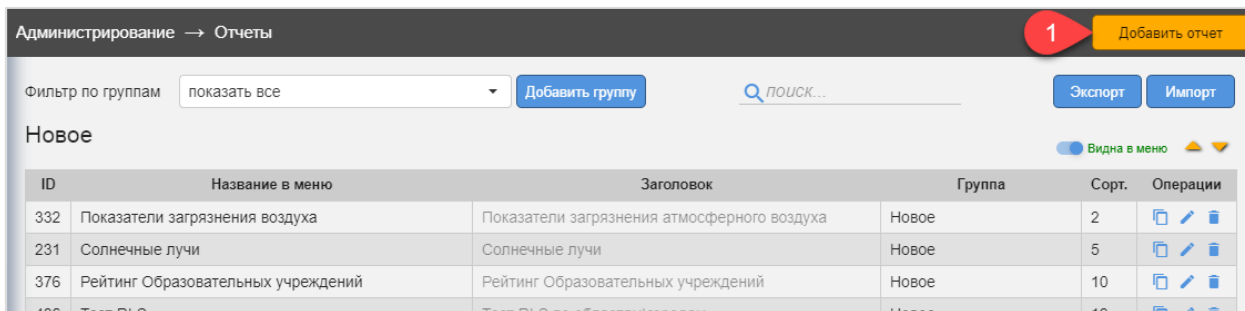 Администрирование → Отчеты
1
Добавить отчет
Фильтр по группам показать все Добавить группу поиск... Экспорт Импорт
Новое
Видна в меню
ID Название в меню Заголовок Группа Сорт. Операции
332 Показатели загрязнения воздуха Показатели загрязнения атмосферного воздуха Новое 2
231 Солнечные лучи Солнечные лучи Новое 5
376 Рейтинг Образовательных учреждений Рейтинг Образовательных учреждений Новое 10